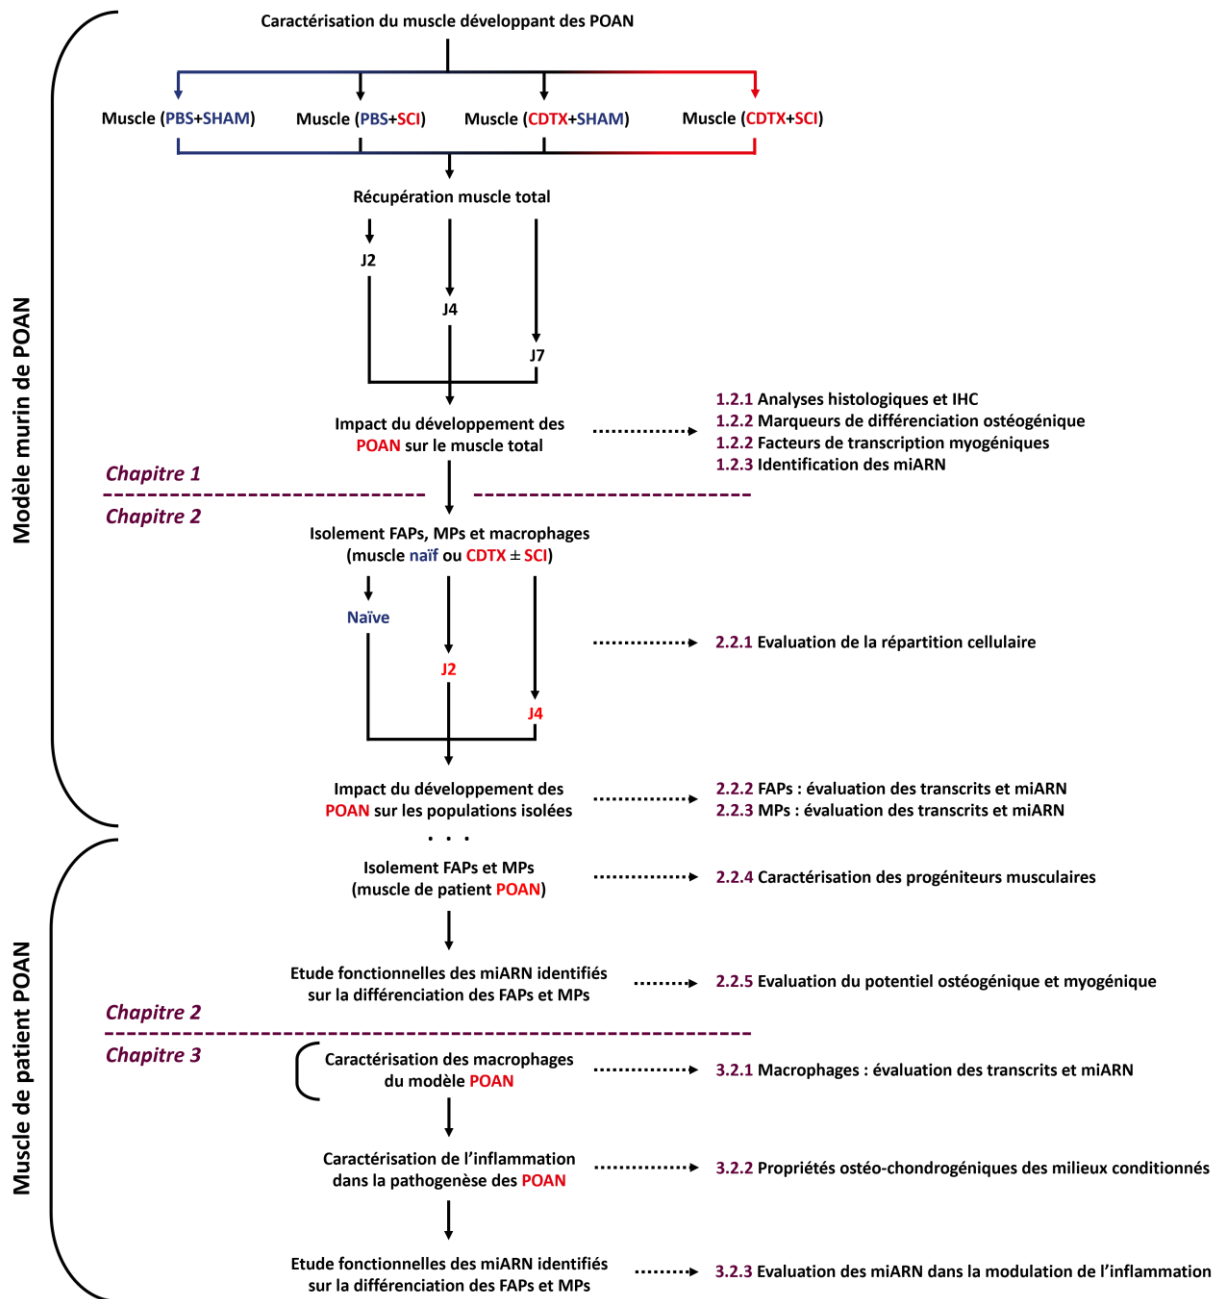 Caractérisation du muscle développant des POAN
Muscle (PBS+SHAM)
Muscle (PBS+SCI)
Muscle (CDTX+SHAM)
Muscle (CDTX+SCI)
Récupération muscle total
J2
J4
J7
Impact du développement des
POAN sur le muscle total
1.2.1 Analyses histologiques et IHC
1.2.2 Marqueurs de différenciation ostéogénique
1.2.2 Facteurs de transcription myogéniques
1.2.3 Identification des miARN
Modèle murin de POAN
Chapitre 1
Chapitre 2
Isolement FAPs, MPs et macrophages
(muscle naïf ou CDTX ± SCI)
Naïve
J2
J4
2.2.1 Evaluation de la répartition cellulaire
Impact du développement des
POAN sur les populations isolées
2.2.2 FAPs : évaluation des transcrits et miARN
2.2.3 MPs : évaluation des transcrits et miARN
. . .
Isolement FAPs et MPs
(muscle de patient POAN)
2.2.4 Caractérisation des progéniteurs musculaires
Etude fonctionnelles des miARN identifiés
sur la différenciation des FAPs et MPs
2.2.5 Evaluation du potentiel ostéogénique et myogénique
Muscle de patient POAN
Chapitre 2
Chapitre 3
Caractérisation des macrophages
du modèle POAN
3.2.1 Macrophages : évaluation des transcrits et miARN
Caractérisation de l'inflammation
dans la pathogenèse des POAN
3.2.2 Propriétés ostéo-chondrogéniques des milieux conditionnés
Etude fonctionnelles des miARN identifiés
sur la différenciation des FAPs et MPs
3.2.3 Evaluation des miARN dans la modulation de l'inflammation